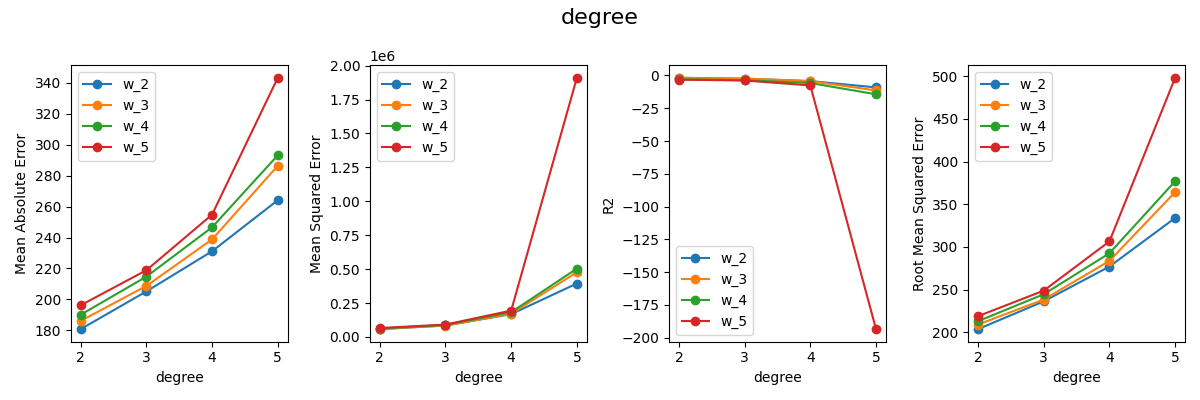 degree
Mean Absolute Error
340
320
300
280
260
240
220
200
180
w_2
w_3
w_4
w_5
2 3 4 5
degree
Mean Squared Error
1e6
2.00
1.75
1.50
1.25
1.00
0.75
0.50
0.25
0.00
w_2
w_3
w_4
w_5
2 3 4 5
degree
R2
0
−25
−50
−75
−100
−125
−150
−175
−200
w_2
w_3
w_4
w_5
2 3 4 5
degree
Root Mean Squared Error
500
450
400
350
300
250
200
w_2
w_3
w_4
w_5
2 3 4 5
degree